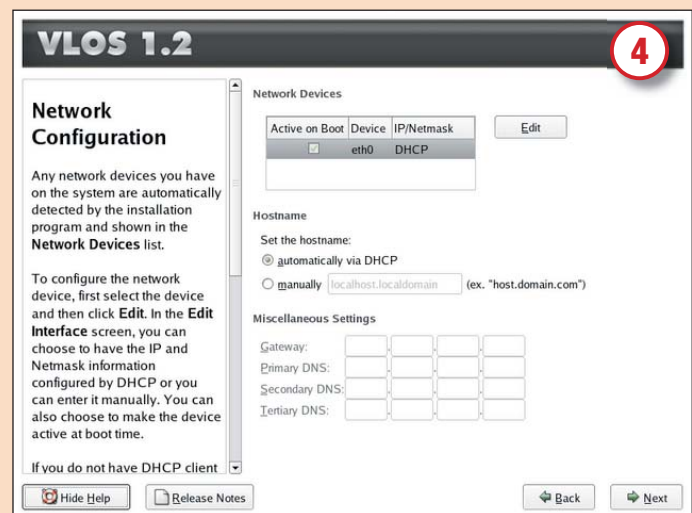 VLOS 1.2
4
Network
Configuration
Any network devices you have
on the system are automatically
detected by the installation
program and shown in the
Network Devices list.
To configure the network
device, first select the device
and then click Edit. In the Edit
Interface screen, you can
choose to have the IP and
Netmask information
configured by DHCP or you
can enter it manually. You can
also choose to make the device
active at boot time.
If you do not have DHCP client
Network Devices
Active on Boot Device IP/Netmask
eth0 DHCP
Edit
Hostname
Set the hostname:
automatically via DHCP
manually localhost.localdomain (ex. "host.domain.com")
Miscellaneous Settings
Gateway: . . .
Primary DNS: . . .
Secondary DNS: . . .
Tertiary DNS: . . .
Hide Help
Release Notes
Back
Next